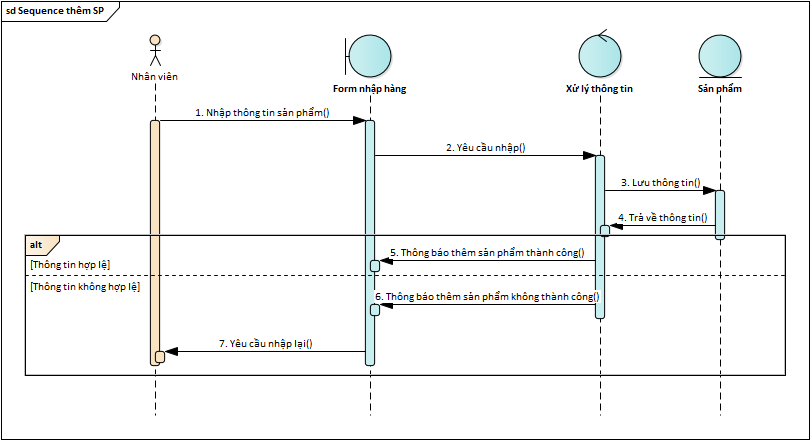 sd Sequence thêm SP
Nhân viên
Form nhập hàng
Xử lý thông tin
Sản phẩm
1. Nhập thông tin sản phẩm()
2. Yêu cầu nhập()
3. Lưu thông tin()
4. Trả về thông tin()
alt
5. Thông báo thêm sản phẩm thành công()
[Thông tin hợp lệ]
[Thông tin không hợp lệ]
6. Thông báo thêm sản phẩm không thành công()
7. Yêu cầu nhập lại()